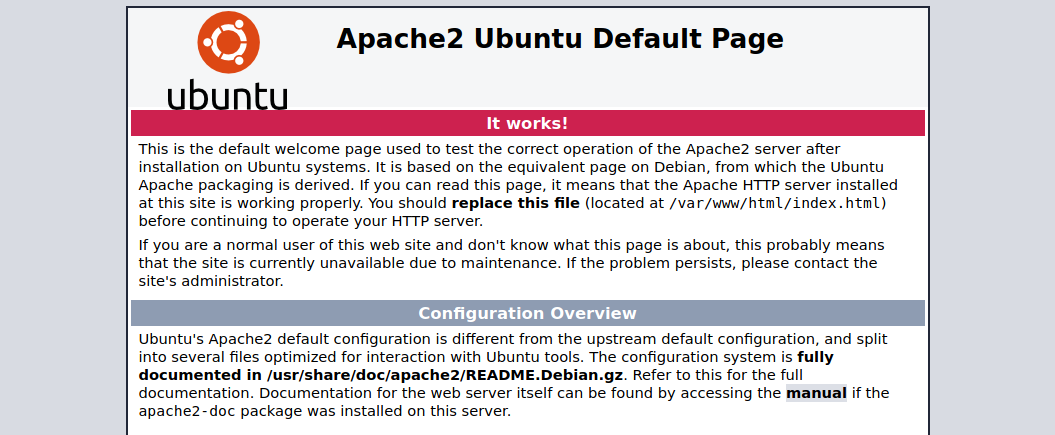 Apache2 Ubuntu Default Page
ubuntu
It works!
This is the default welcome page used to test the correct operation of the Apache2 server after
installation on Ubuntu systems. It is based on the equivalent page on Debian, from which the Ubuntu
Apache packaging is derived. If you can read this page, it means that the Apache HTTP server installed
at this site is working properly. You should replace this file (located at /var/www/html/index.html)
before continuing to operate your HTTP server.
If you are a normal user of this web site and don't know what this page is about, this probably means
that the site is currently unavailable due to maintenance. If the problem persists, please contact the
site's administrator.
Configuration Overview
Ubuntu's Apache2 default configuration is different from the upstream default configuration, and split
into several files optimized for interaction with Ubuntu tools. The configuration system is fully
documented in /usr/share/doc/apache2/README.Debian.gz. Refer to this for the full
documentation. Documentation for the web server itself can be found by accessing the manual if the
apache2-doc package was installed on this server.